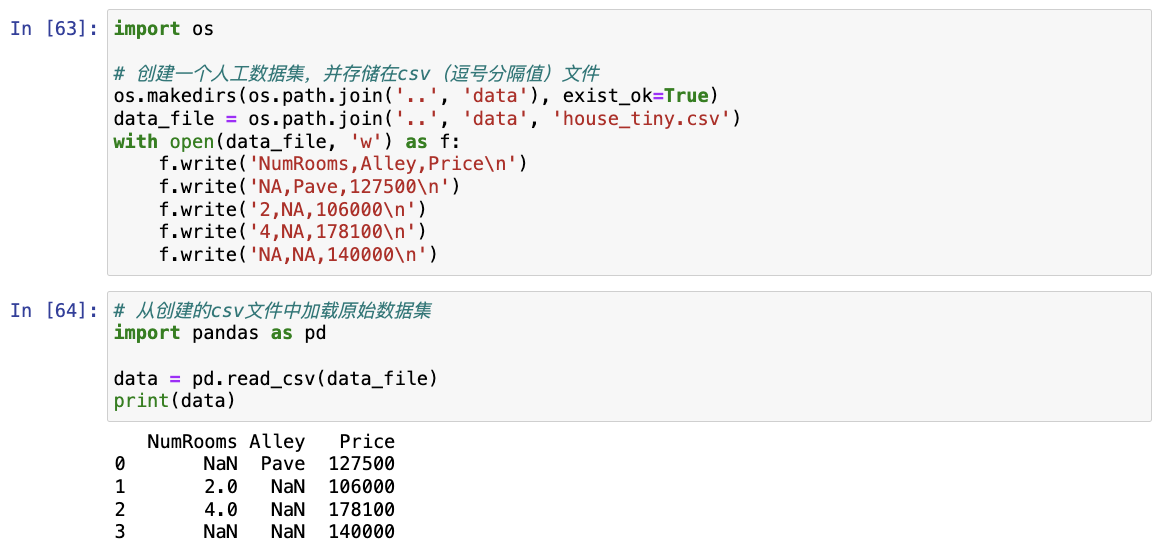 In [63]: import os
# 创建一个人工数据集，并存储在csv（逗号分隔值）文件
os.makedirs(os.path.join('..', 'data'), exist_ok=True)
data_file = os.path.join('..', 'data', 'house_tiny.csv')
with open(data_file, 'w') as f:
    f.write('NumRooms,Alley,Price\n')
    f.write('NA,Pave,127500\n')
    f.write('2,NA,106000\n')
    f.write('4,NA,178100\n')
    f.write('NA,NA,140000\n')
In [64]: # 从创建的csv文件中加载原始数据集
import pandas as pd
data = pd.read_csv(data_file)
print(data)
   NumRooms Alley   Price
0       NaN  Pave  127500
1       2.0   NaN  106000
2       4.0   NaN  178100
3       NaN   NaN  140000